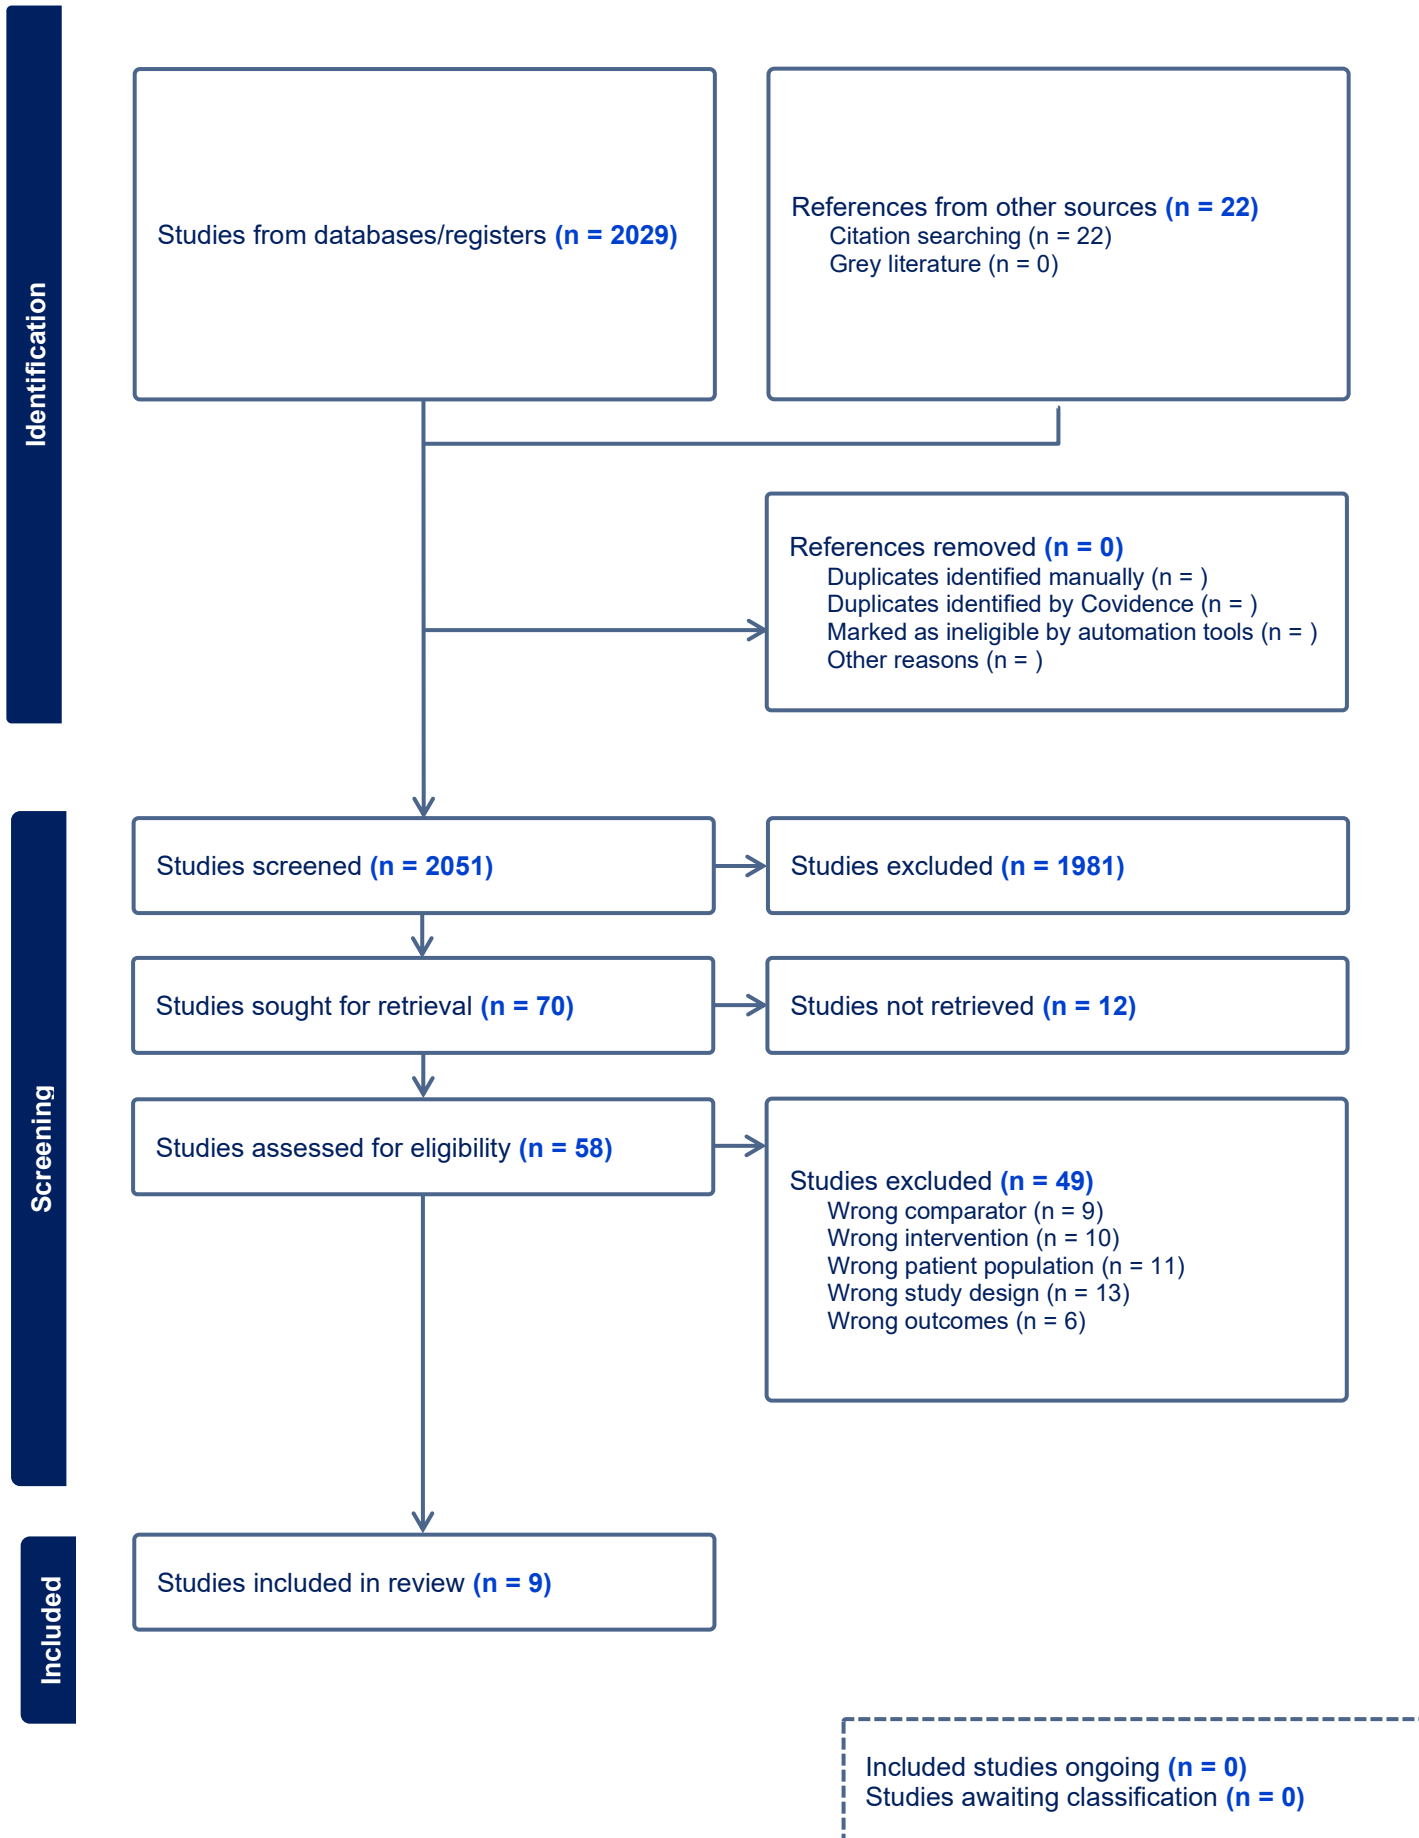 Identification
Studies from databases/registers (n = 2029)
References from other sources (n = 22)
Citation searching (n = 22)
Grey literature (n = 0)
References removed (n = 0)
Duplicates identified manually (n = )
Duplicates identified by Covidence (n = )
Marked as ineligible by automation tools (n = )
Other reasons (n = )
Screening
Studies screened (n = 2051)
Studies excluded (n = 1981)
Studies sought for retrieval (n = 70)
Studies not retrieved (n = 12)
Studies assessed for eligibility (n = 58)
Studies excluded (n = 49)
Wrong comparator (n = 9)
Wrong intervention (n = 10)
Wrong patient population (n = 11)
Wrong study design (n = 13)
Wrong outcomes (n = 6)
Included
Studies included in review (n = 9)
Included studies ongoing (n = 0)
Studies awaiting classification (n = 0)